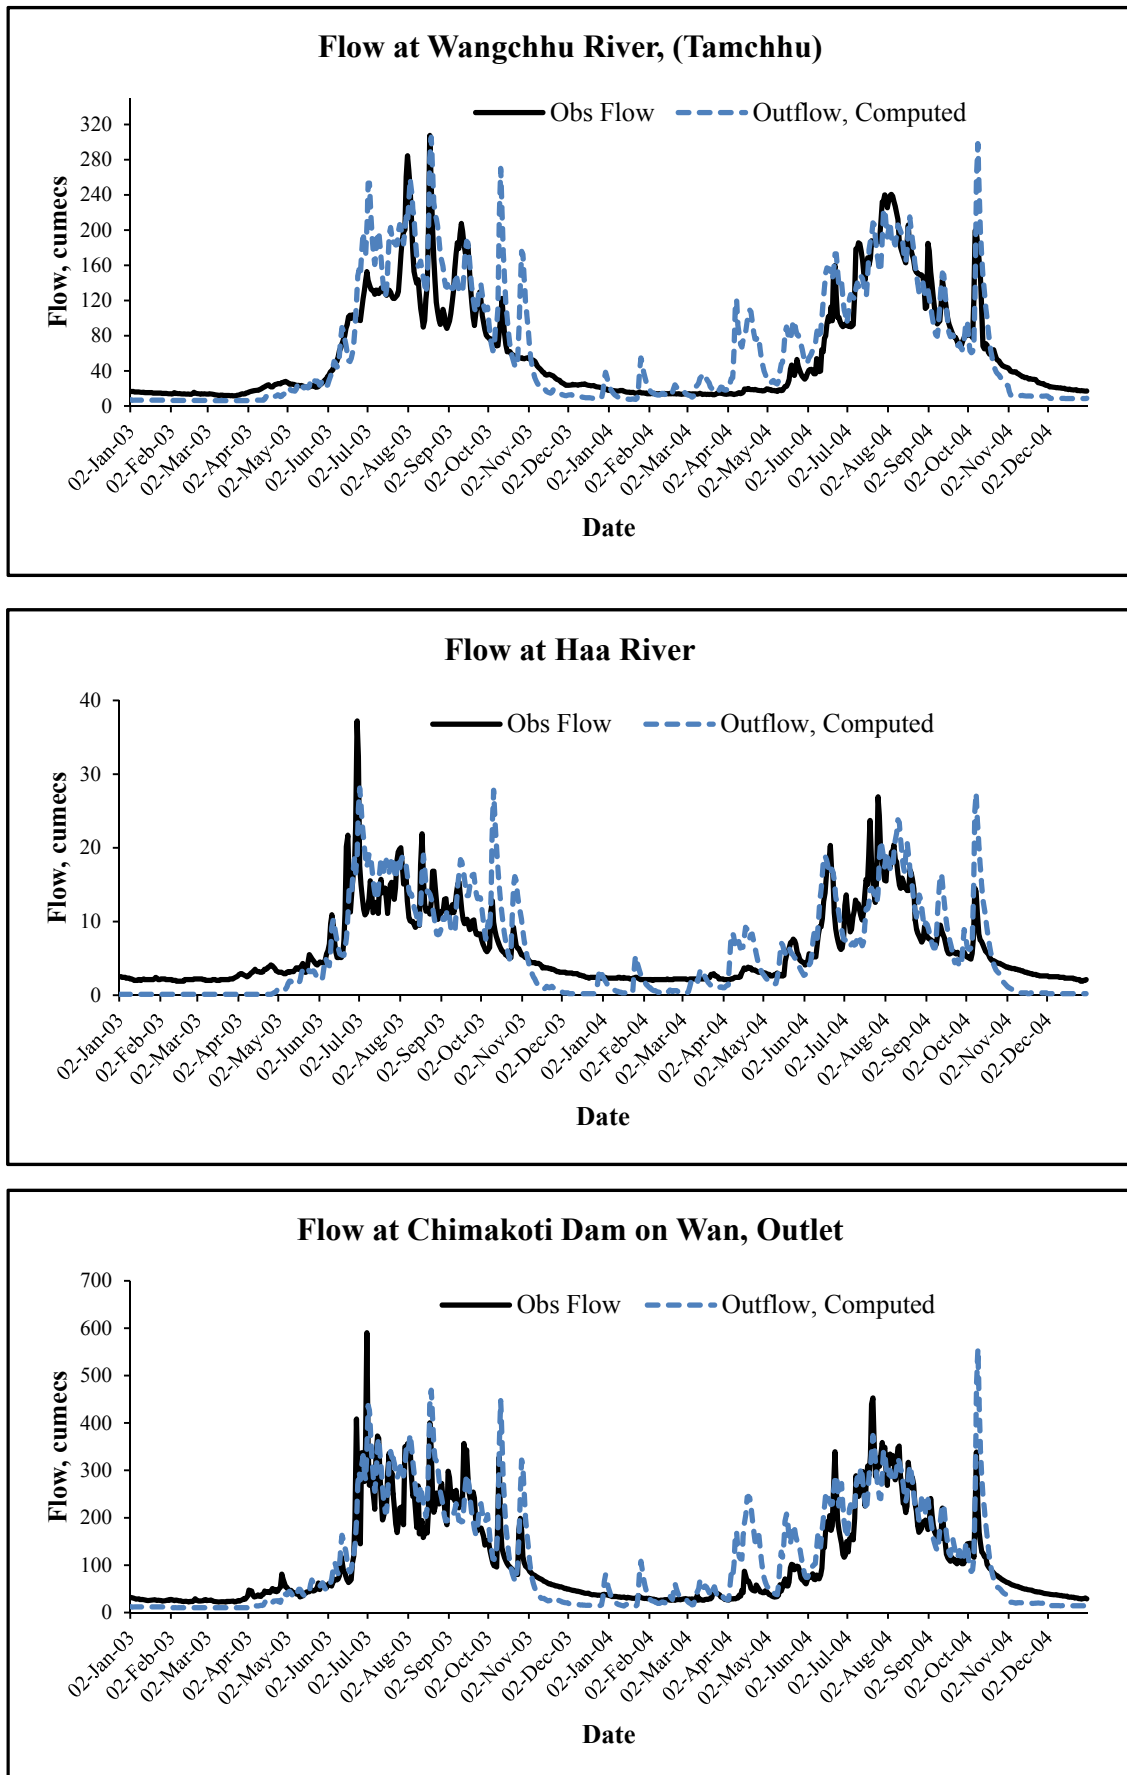 Flow at Wangchhu River, (Tamchhu)
Obs Flow
Outflow, Computed
Flow, cumecs
320
280
240
200
160
120
80
40
0
02-Jan-03
02-Feb-03
02-Mar-03
02-Apr-03
02-May-03
02-Jun-03
02-Jul-03
02-Aug-03
02-Sep-03
02-Oct-03
02-Nov-03
02-Dec-03
02-Jan-04
02-Feb-04
02-Mar-04
02-Apr-04
02-May-04
02-Jun-04
02-Jul-04
02-Aug-04
02-Sep-04
02-Oct-04
02-Nov-04
02-Dec-04
Date
Flow at Haa River
Obs Flow
Outflow, Computed
Flow, cumecs
40
30
20
10
0
02-Jan-03
02-Feb-03
02-Mar-03
02-Apr-03
02-May-03
02-Jun-03
02-Jul-03
02-Aug-03
02-Sep-03
02-Oct-03
02-Nov-03
02-Dec-03
02-Jan-04
02-Feb-04
02-Mar-04
02-Apr-04
02-May-04
02-Jun-04
02-Jul-04
02-Aug-04
02-Sep-04
02-Oct-04
02-Nov-04
02-Dec-04
Date
Flow at Chimakoti Dam on Wan, Outlet
Obs Flow
Outflow, Computed
Flow, cumecs
700
600
500
400
300
200
100
0
02-Jan-03
02-Feb-03
02-Mar-03
02-Apr-03
02-May-03
02-Jun-03
02-Jul-03
02-Aug-03
02-Sep-03
02-Oct-03
02-Nov-03
02-Dec-03
02-Jan-04
02-Feb-04
02-Mar-04
02-Apr-04
02-May-04
02-Jun-04
02-Jul-04
02-Aug-04
02-Sep-04
02-Oct-04
02-Nov-04
02-Dec-04
Date